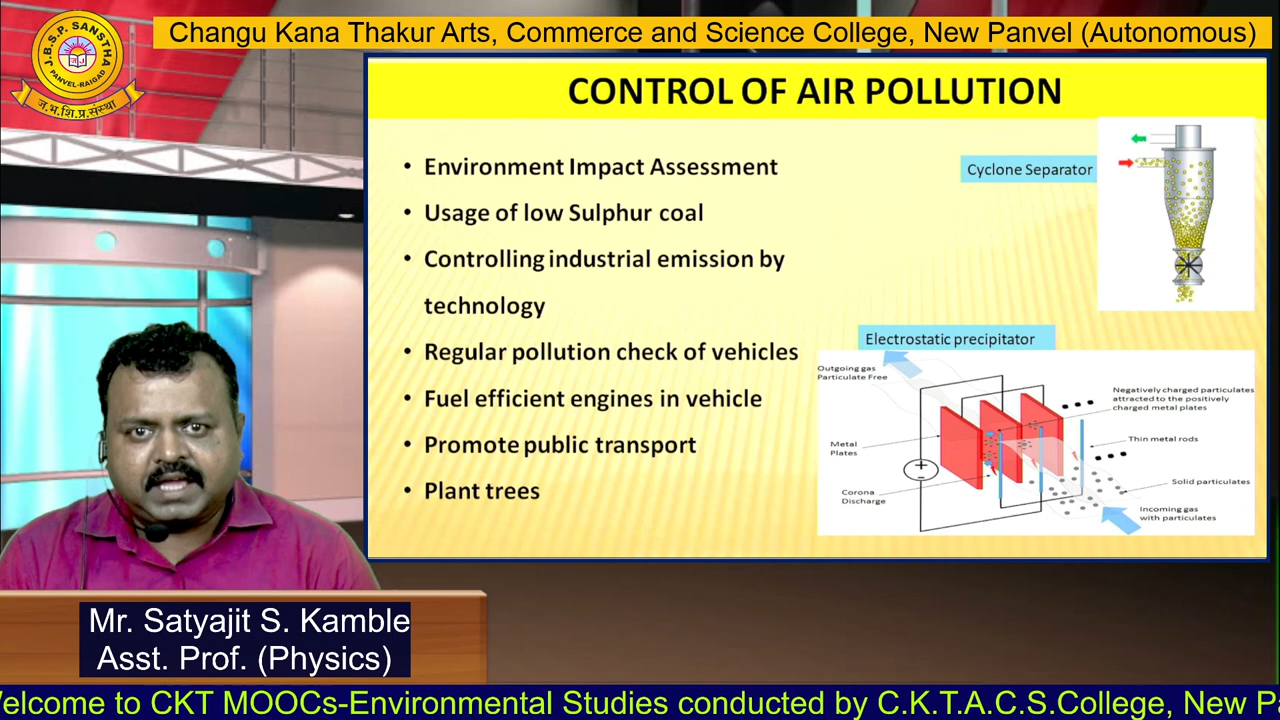 Changu Kana Thakur Arts, Commerce and Science College, New Panvel (Autonomous)
J.B.S.P. SANSTHA
PANVEL-RAIGAD
ज.भ.शि.प्र.संस्था
CONTROL OF AIR POLLUTION
• Environment Impact Assessment
• Usage of low Sulphur coal
• Controlling industrial emission by
technology
• Regular pollution check of vehicles
• Fuel efficient engines in vehicle
• Promote public transport
• Plant trees
Cyclone Separator
Electrostatic precipitator
Outgoing gas
Particulate Free
Negatively charged particulates
attracted to the positively
charged metal plates
Metal
Plates
Thin metal rods
+
-
Corona
Discharge
Solid particulates
Incoming gas
with particulates
Mr. Satyajit S. Kamble
Asst. Prof. (Physics)
elcome to CKT MOOCs-Environmental Studies conducted by C.K.T.A.C.S.College, New P